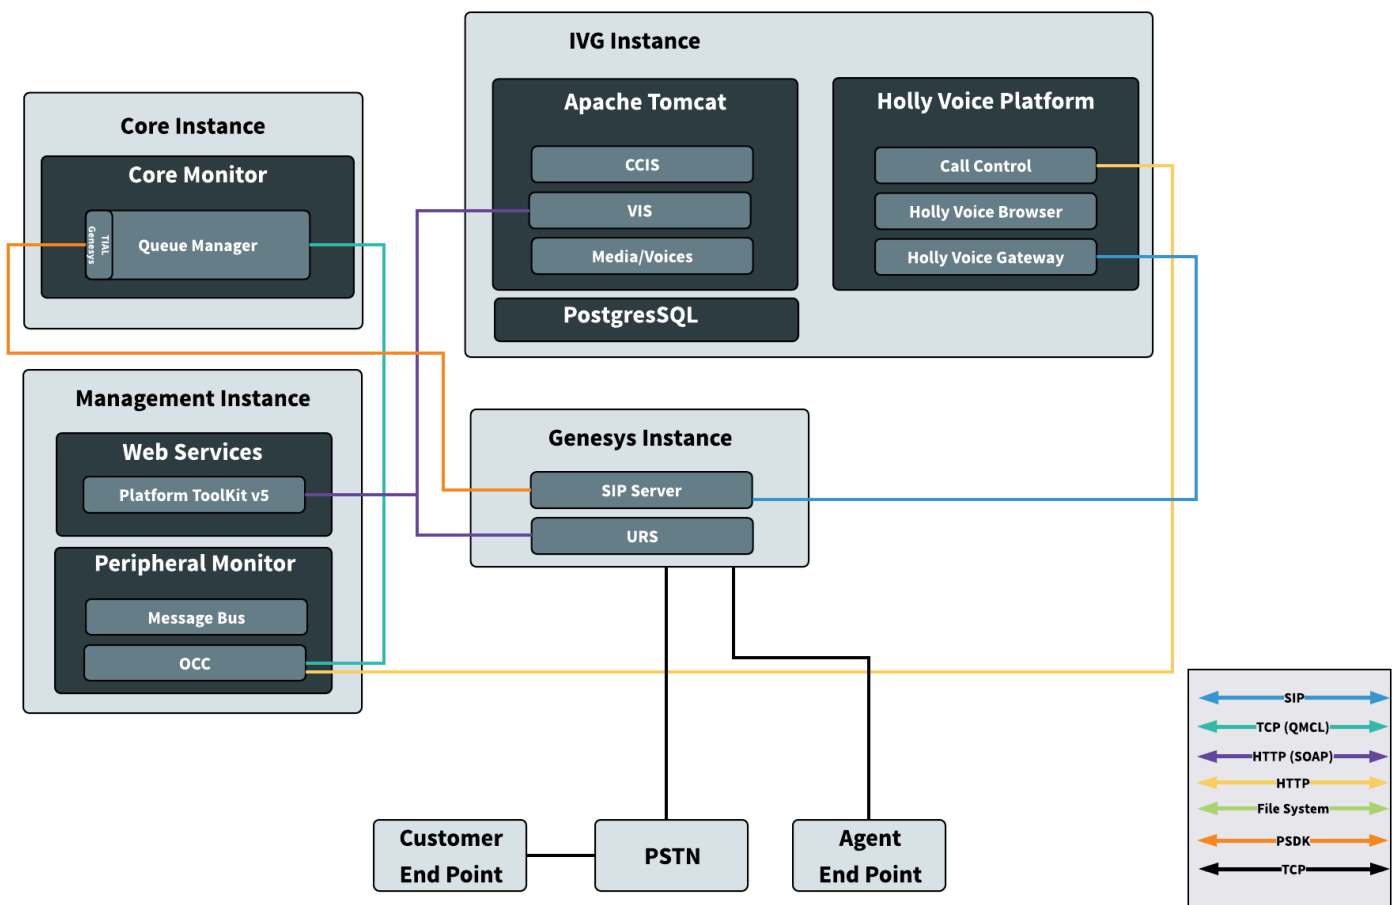 IVG Instance
Apache Tomcat
CCIS
VIS
Media/Voices
PostgresSQL
Holly Voice Platform
Call Control
Holly Voice Browser
Holly Voice Gateway
Core Instance
Core Monitor
TIAL
Genesys
Queue Manager
Management Instance
Web Services
Platform ToolKit v5
Peripheral Monitor
Message Bus
OCC
Genesys Instance
SIP Server
URS
Customer
End Point
PSTN
Agent
End Point
SIP
TCP (QMCL)
HTTP (SOAP)
HTTP
File System
PSDK
TCP